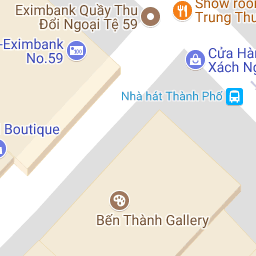 Eximbank Quầy Thu
Đổi Ngoại Tệ 59
Show room
Trung Thu
-Eximbank
No.59
Cửa Hàn
Xách Ng
Nhà hát Thành Phố
Boutique
Bến Thành Gallery